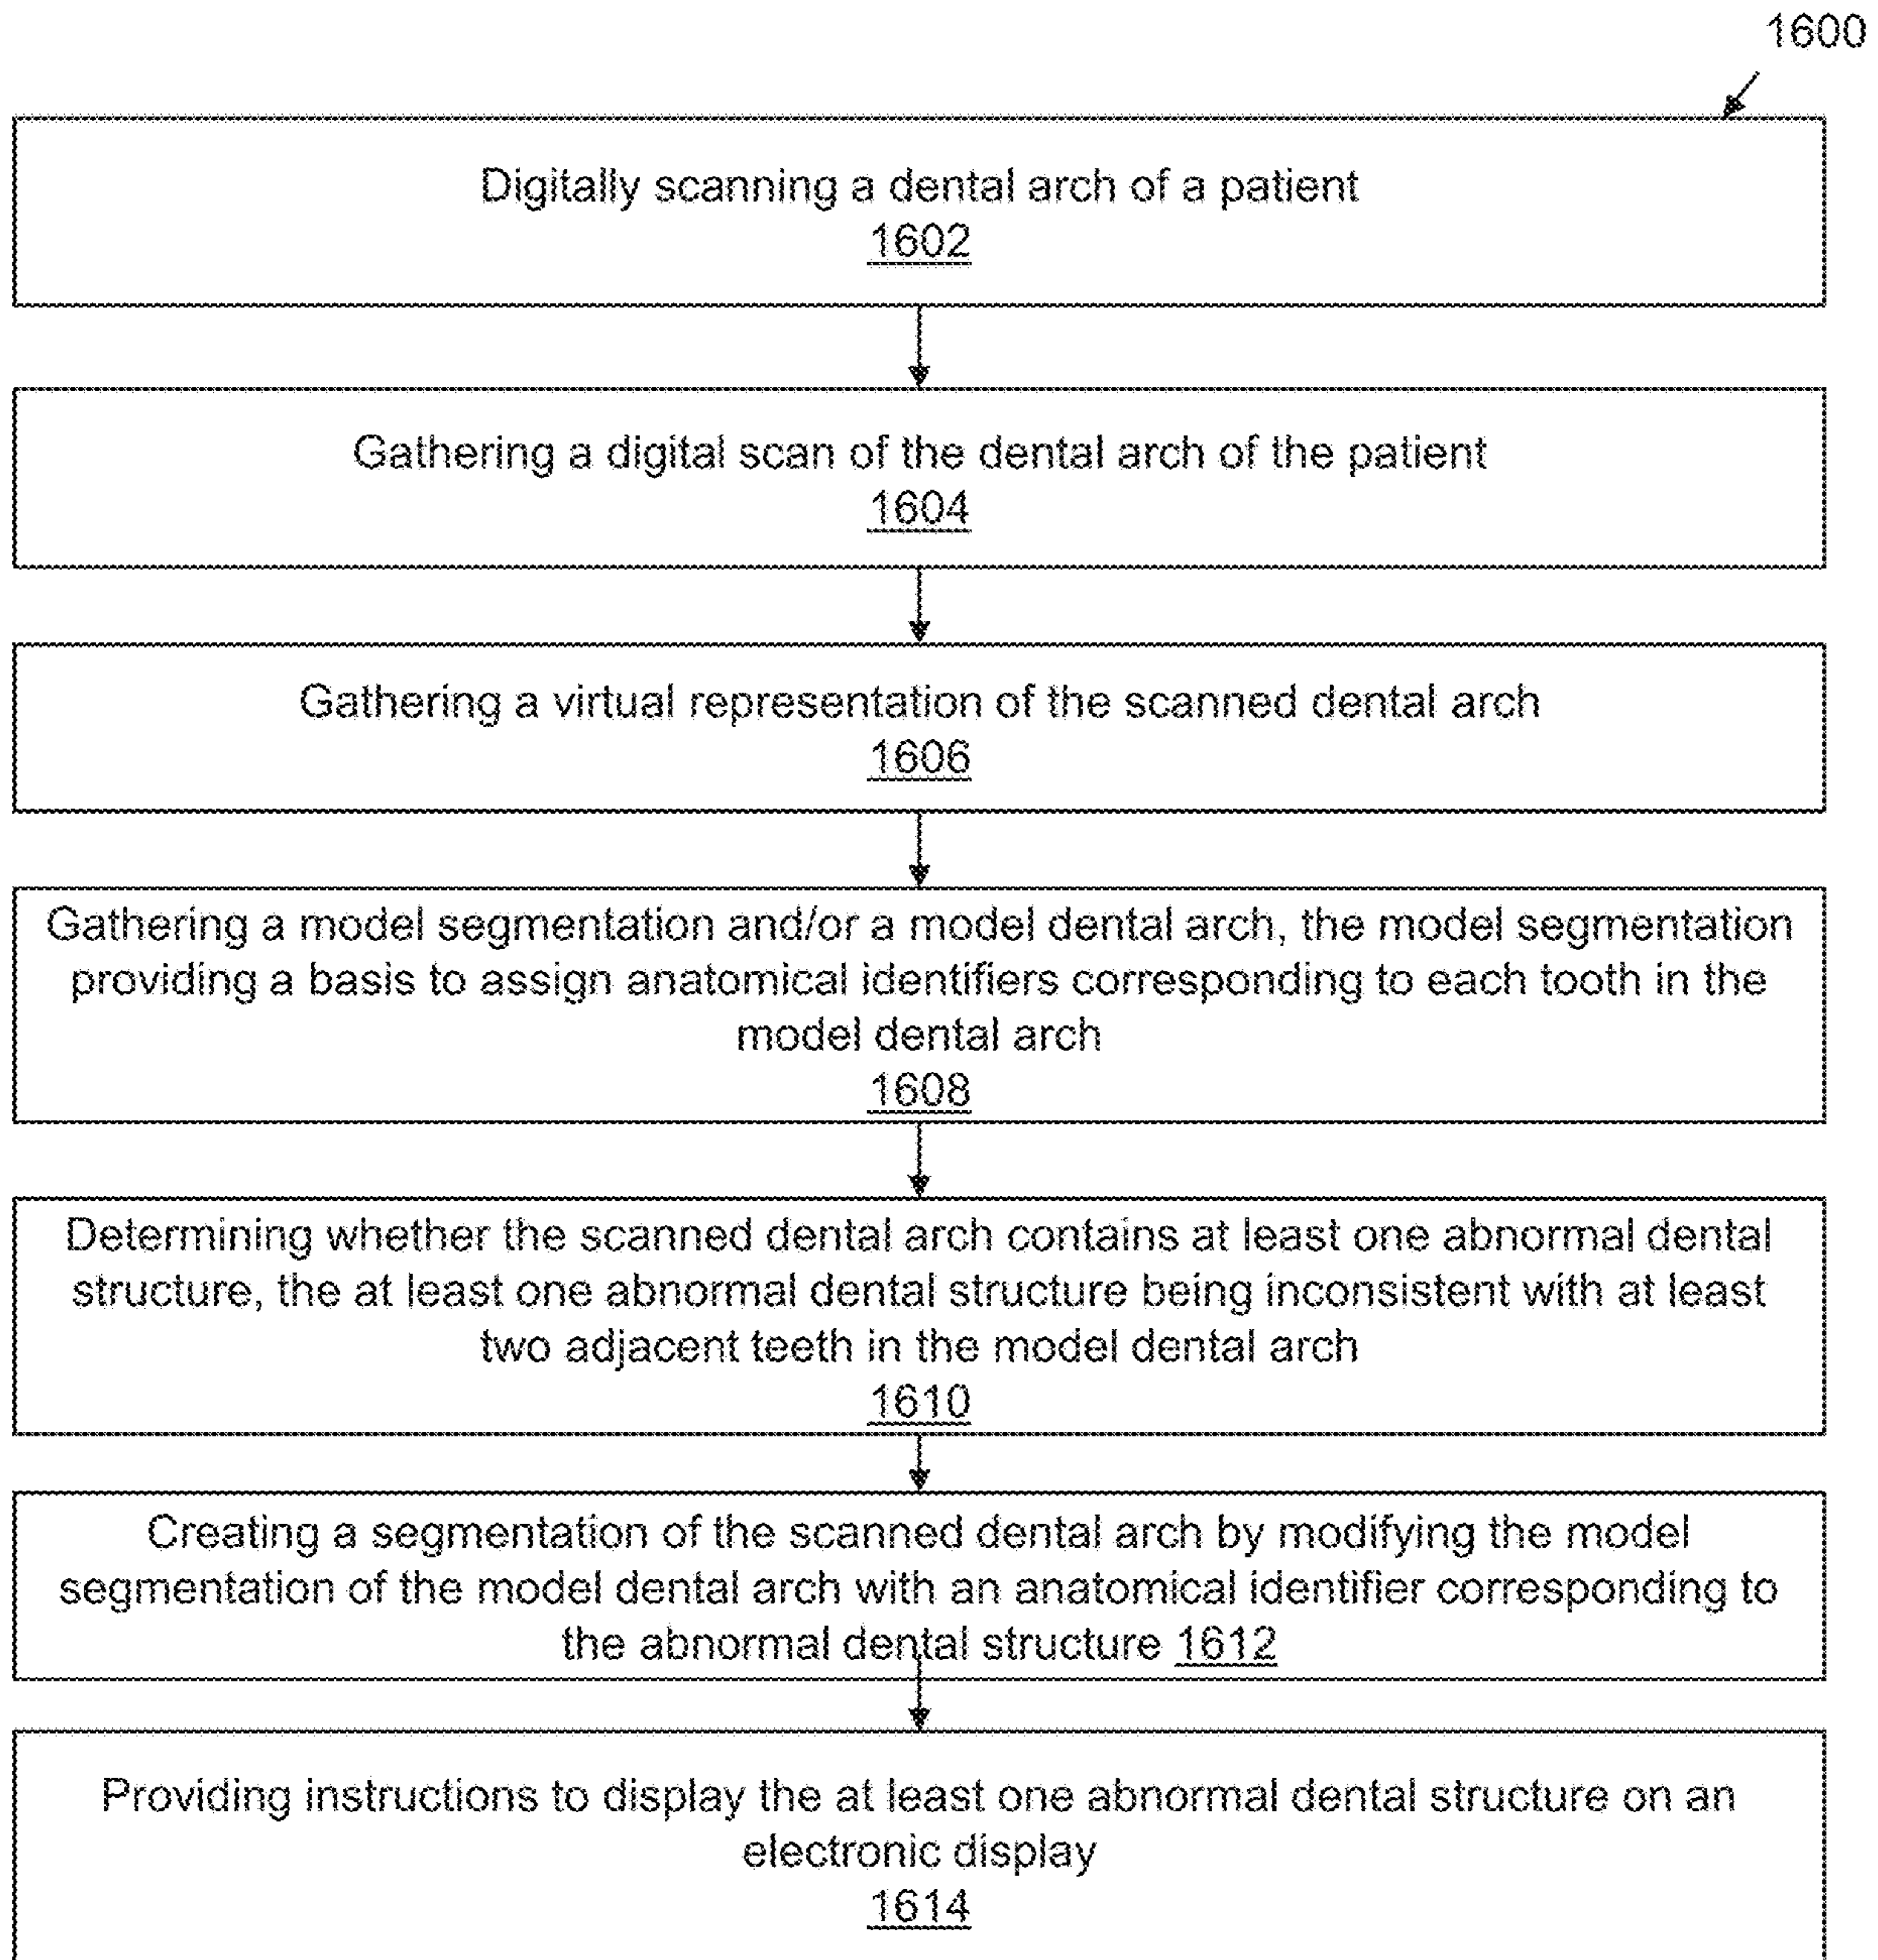 1600
Digitally scanning a dental arch of a patient
1602
Gathering a digital scan of the dental arch of the patient
1604
Gathering a virtual representation of the scanned dental arch
1606
Gathering a model segmentation and/or a model dental arch, the model segmentation
providing a basis to assign anatomical identifiers corresponding to each tooth in the
model dental arch
1608
Determining whether the scanned dental arch contains at least one abnormal dental
structure, the at least one abnormal dental structure being inconsistent with at least
two adjacent teeth in the model dental arch
1610
Creating a segmentation of the scanned dental arch by modifying the model
segmentation of the model dental arch with an anatomical identifier corresponding to
the abnormal dental structure 1612
Providing instructions to display the at least one abnormal dental structure on an
electronic display
1614